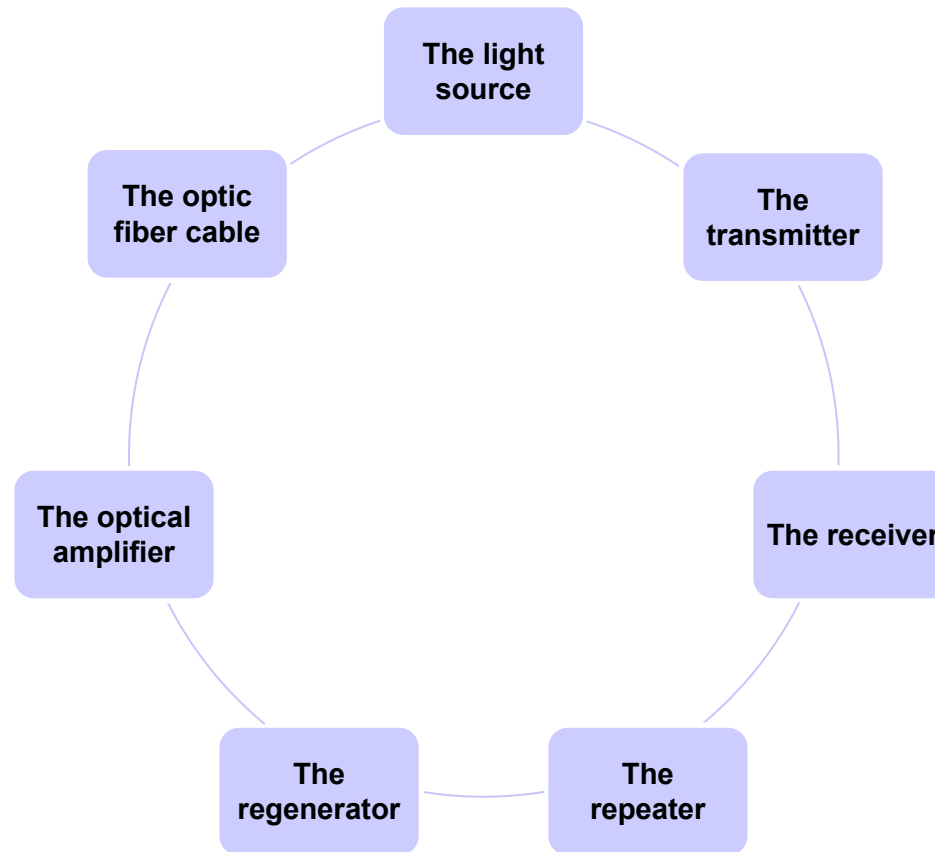 The light
source
The
transmitter
The receiver
The
repeater
The
regenerator
The optical
amplifier
The optic
fiber cable